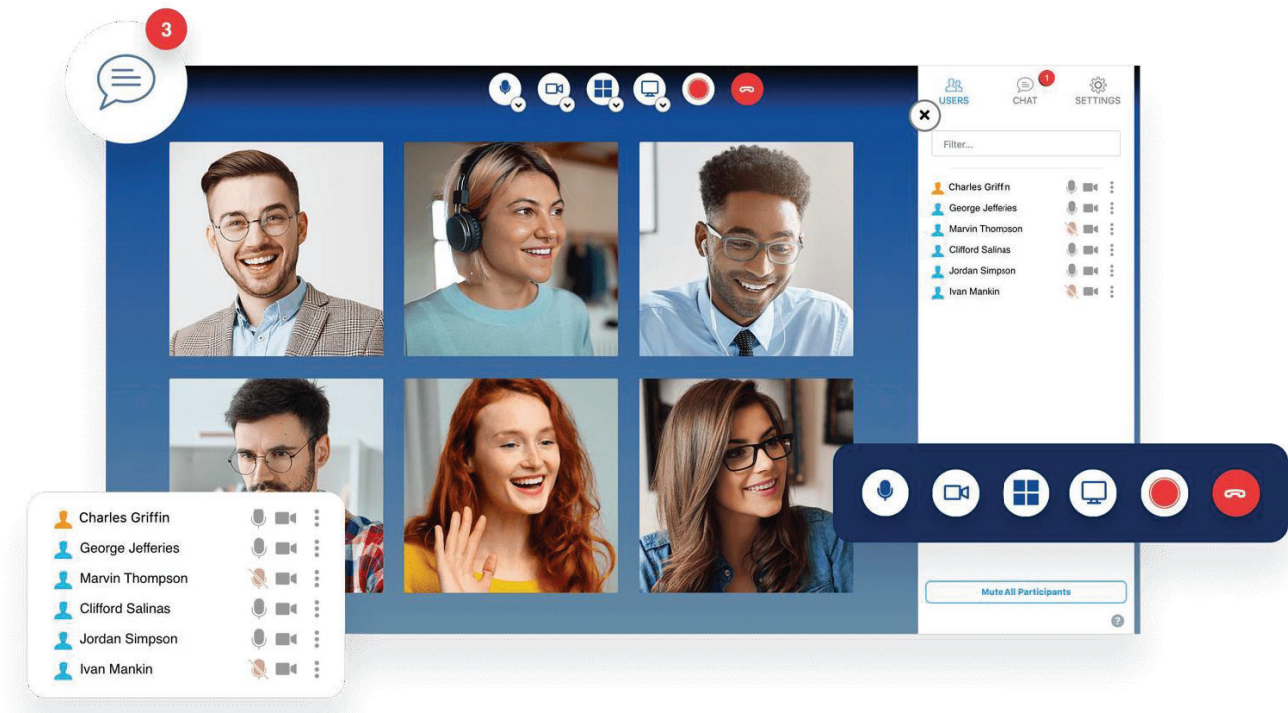 3
1
USERS CHAT SETTINGS
Filter...
Charles Griffin
George Jefferies
Marvin Thompson
Clifford Salinas
Jordan Simpson
Ivan Mankin
Charles Griffin
George Jefferies
Marvin Thompson
Clifford Salinas
Jordan Simpson
Ivan Mankin
Mute All Participants
?